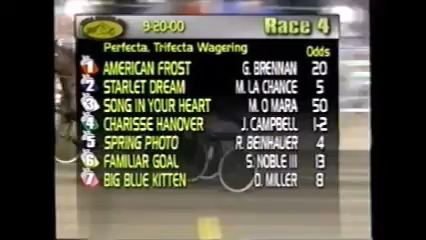 9-20-00 Race 4
Perfecta, Trifecta Wagering Odds
1 AMERICAN FROST G. BRENNAN 20
2 STARLET DREAM M. LA CHANCE 5
3 SONG IN YOUR HEART M. O MARA 50
4 CHARISSE HANOVER J. CAMPBELL 1-2
5 SPRING PHOTO R. BEINHAUER 4
6 FAMILIAR GOAL S. NOBLE III 13
7 BIG BLUE KITTEN D. MILLER 8